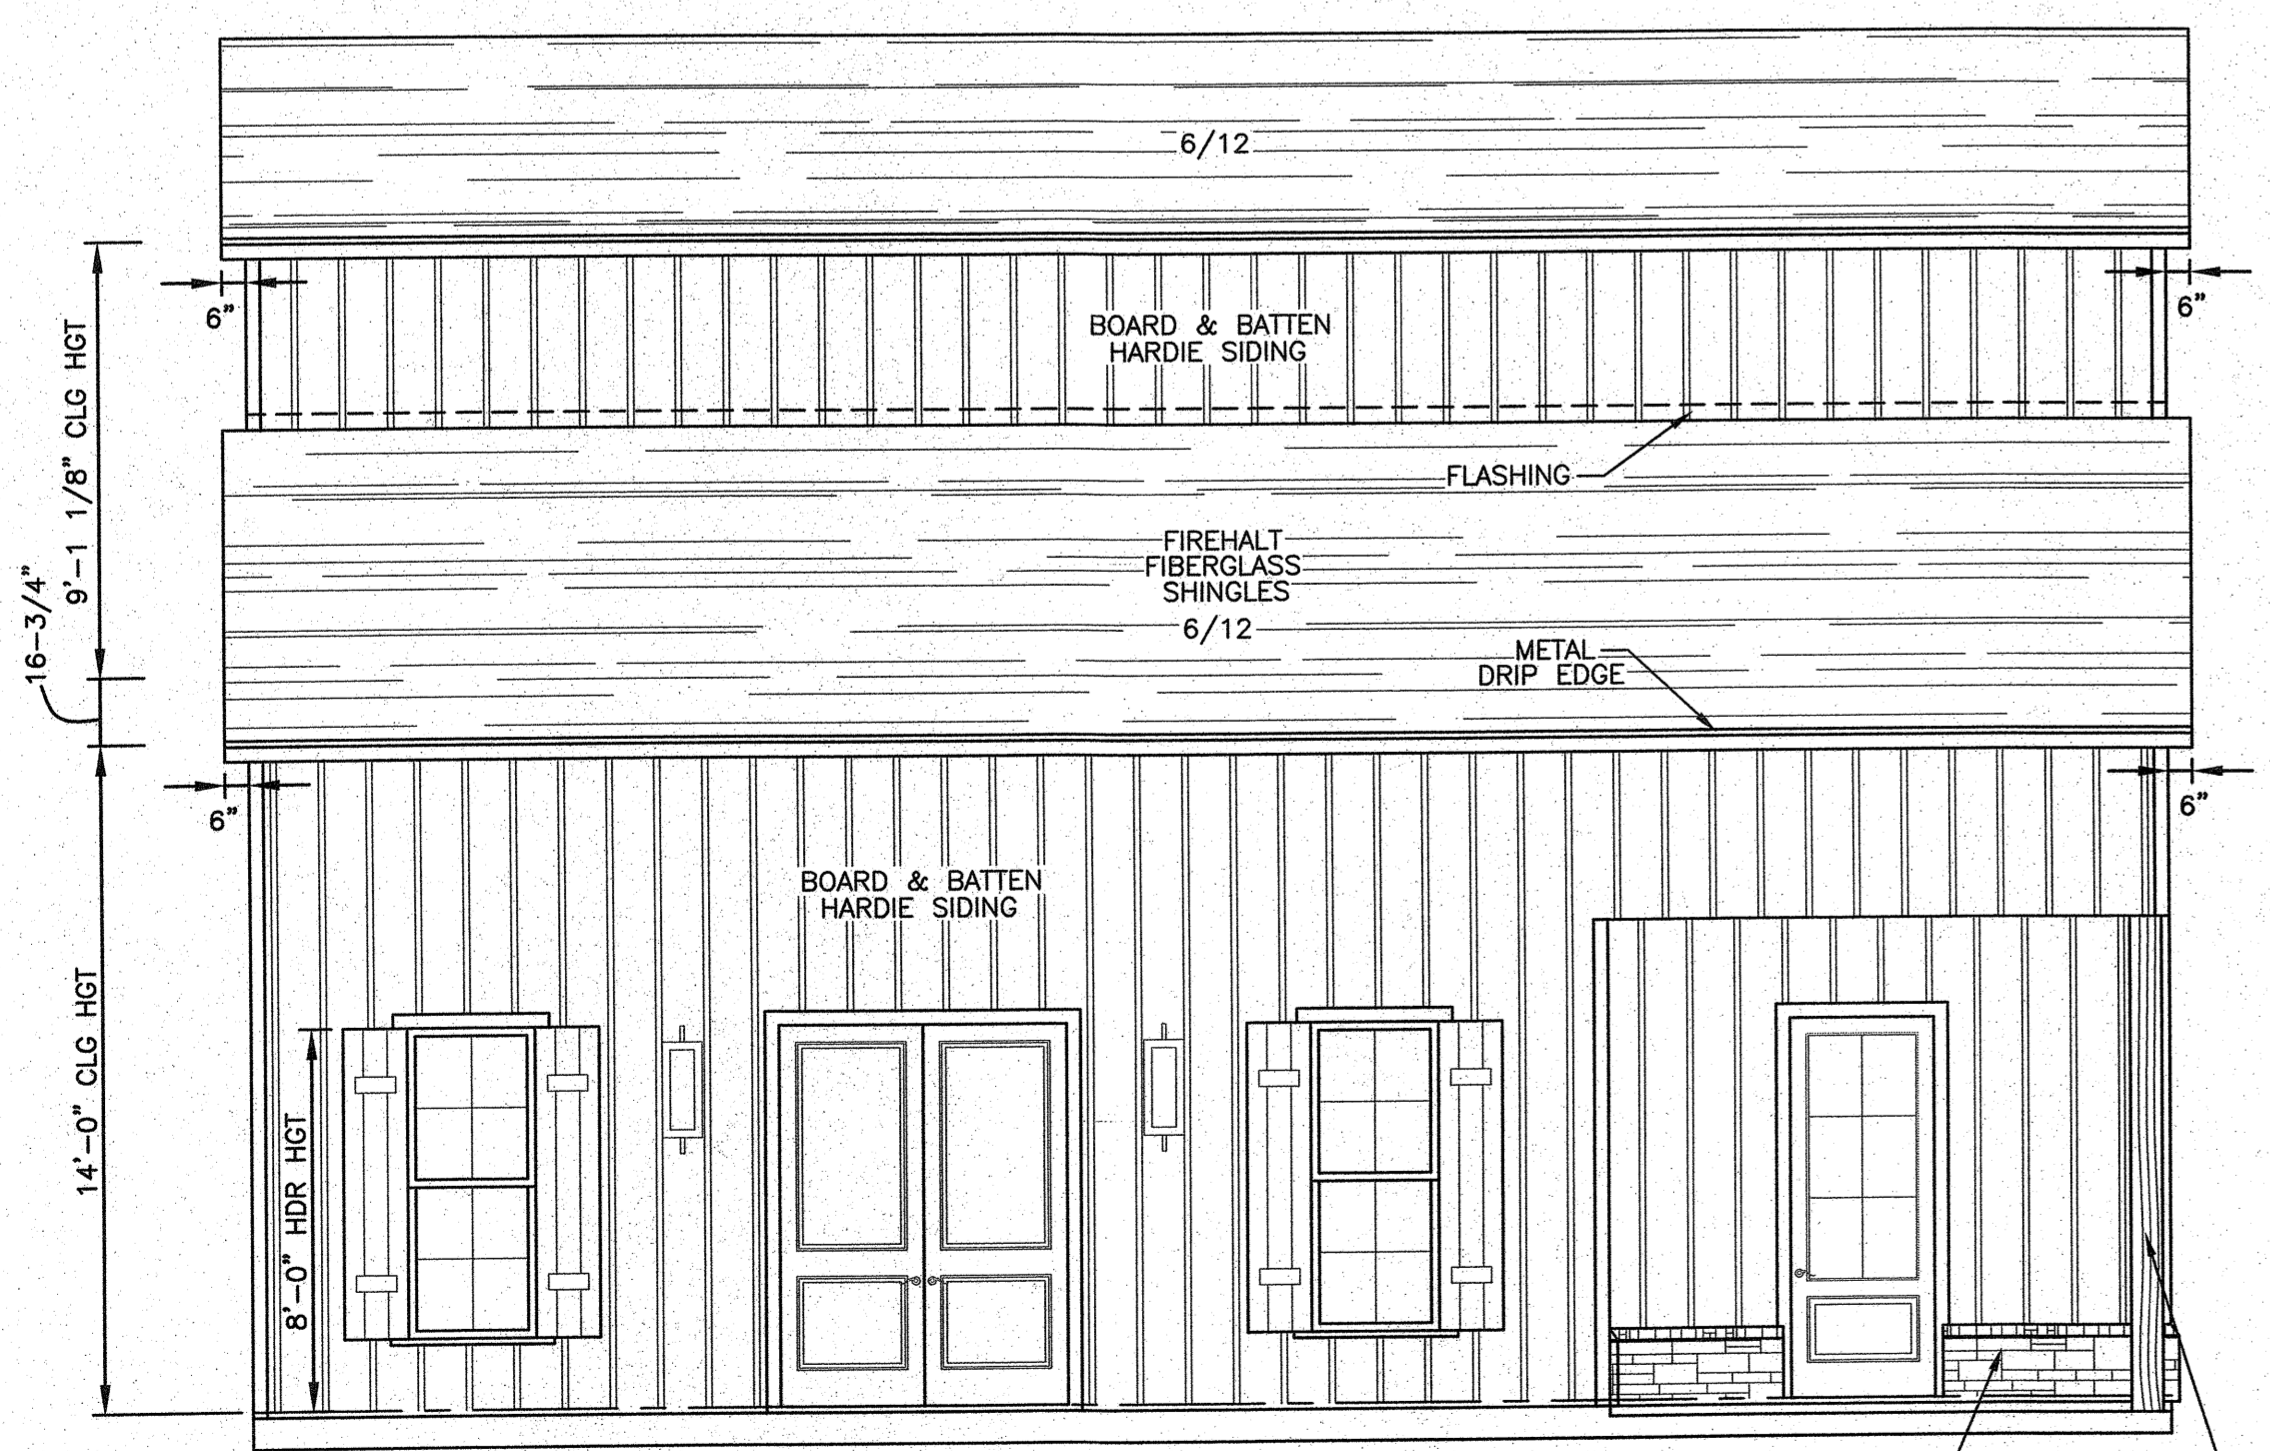 6/12
6”
6”
BOARD & BATTEN
HARDIE SIDING
9'-1 1/8” CLG HGT
FLASHING
FIREHALT
FIBERGLASS
SHINGLES
6/12
16-3/4”
METAL
DRIP EDGE
6”
6”
BOARD & BATTEN
HARDIE SIDING
14'-0” CLG HGT
8'-0” HDR HGT